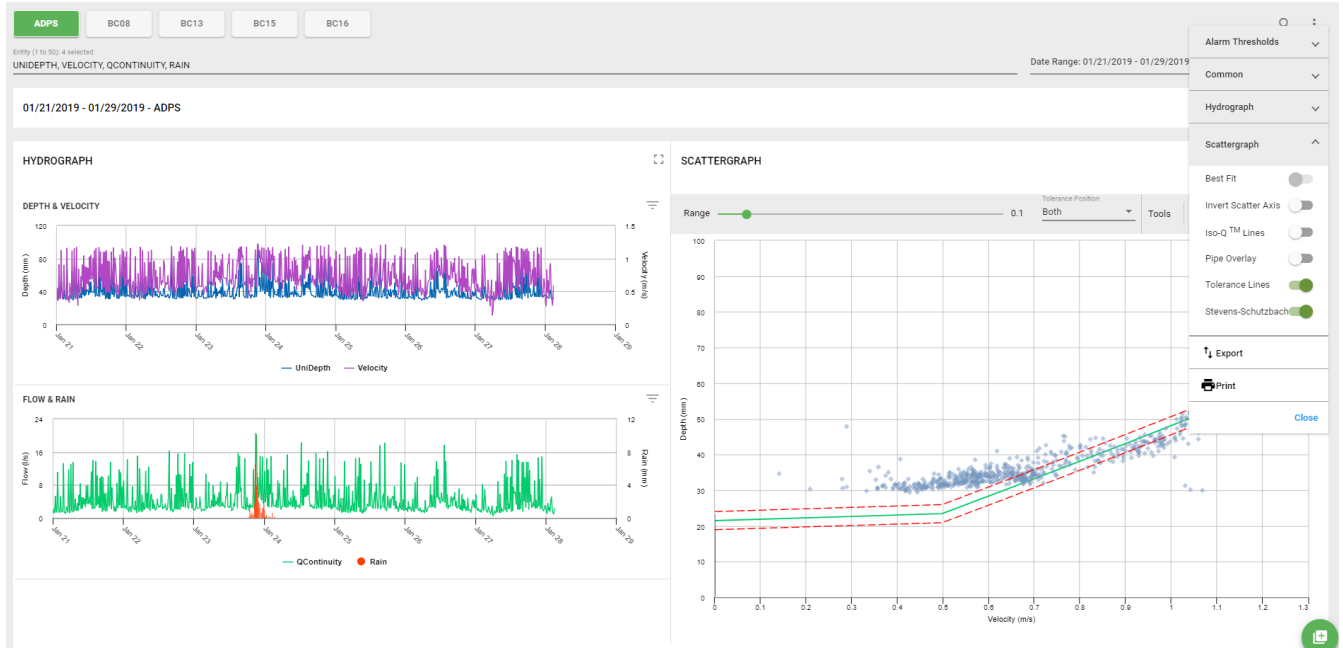 ADPS BC08 BC13 BC15 BC16
Entity (1 to 50): 4 selected
UNIDEPTH, VELOCITY, QCONTINUITY, RAIN
Date Range: 01/21/2019 - 01/29/2019
01/21/2019 - 01/29/2019 - ADPS
HYDROGRAPH
DEPTH & VELOCITY
120
80
40
0
Depth (mm)
1.5
1
0.5
0
Velocity (m/s)
Jan 21 Jan 22 Jan 23 Jan 24 Jan 25 Jan 26 Jan 27 Jan 28 Jan 29
UniDepth Velocity
FLOW & RAIN
24
16
8
0
Flow (l/s)
12
8
4
0
Rain (mm)
Jan 21 Jan 22 Jan 23 Jan 24 Jan 25 Jan 26 Jan 27 Jan 28 Jan 29
QContinuity Rain
SCATTERGRAPH
Range 0.1
Tolerance Position
Both
Tools
100
90
80
70
60
50
40
30
20
10
0
Depth (mm)
0 0.1 0.2 0.3 0.4 0.5 0.6 0.7 0.8 0.9 1 1.1 1.2 1.3
Velocity (m/s)
Alarm Thresholds
Common
Hydrograph
Scattergraph
Best Fit
Invert Scatter Axis
Iso-Q TM Lines
Pipe Overlay
Tolerance Lines
Stevens-Schutzbach
Export
Print
Close